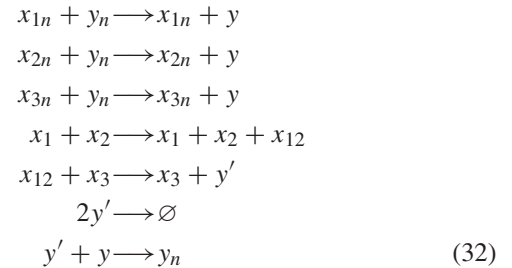 x₁ₙ + yₙ ⟶ x₁ₙ + y
x₂ₙ + yₙ ⟶ x₂ₙ + y
x₃ₙ + yₙ ⟶ x₃ₙ + y
x₁ + x₂ ⟶ x₁ + x₂ + x₁₂
x₁₂ + x₃ ⟶ x₃ + y′
2y′ ⟶ ∅
y′ + y ⟶ yₙ (32)